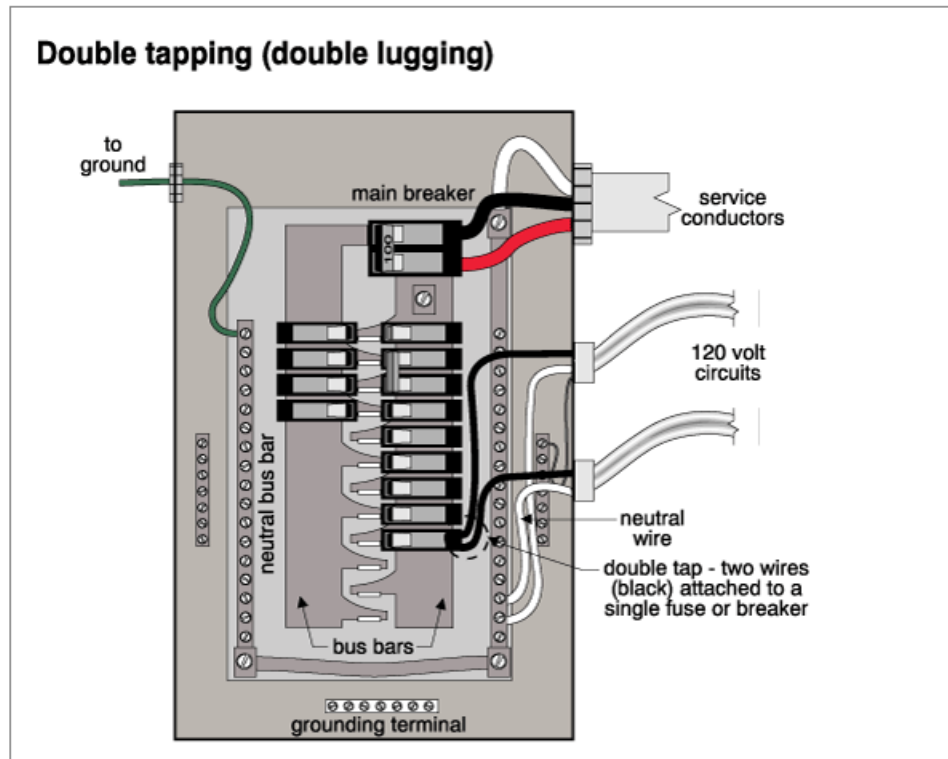 Double tapping (double lugging)
to
ground
main breaker
service
conductors
100
120 volt
circuits
neutral bus bar
neutral
wire
double tap - two wires
(black) attached to a
single fuse or breaker
bus bars
grounding terminal